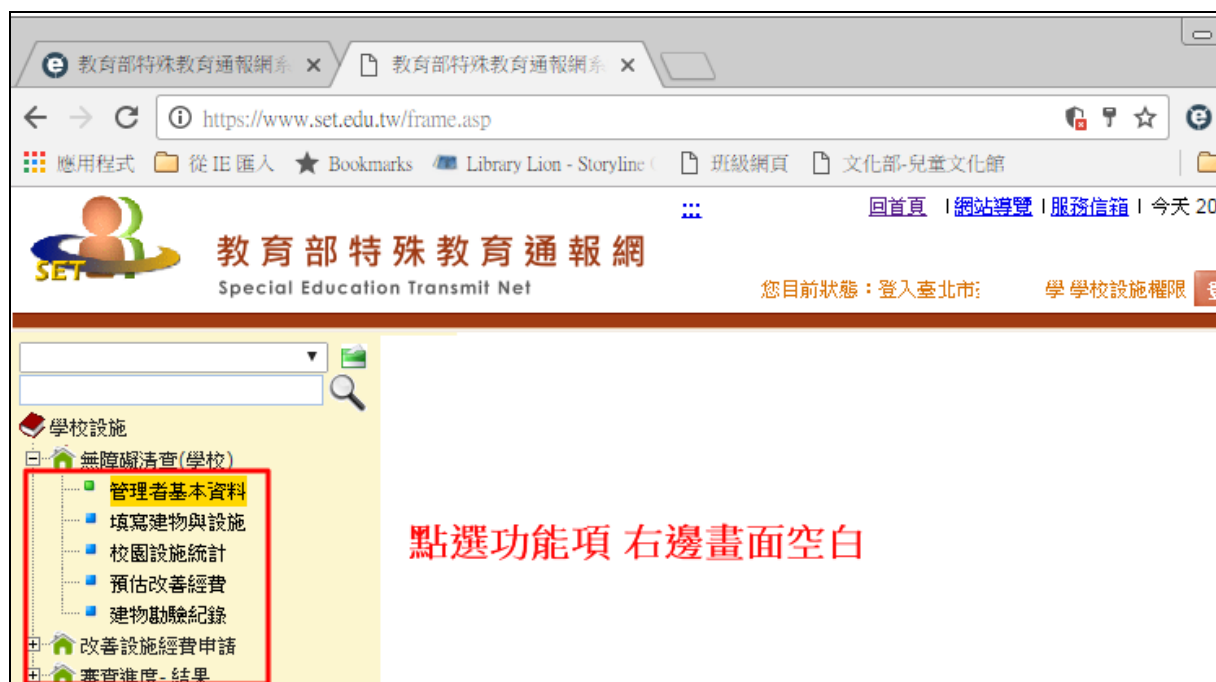 教育部特殊教育通報網系
教育部特殊教育通報網系
https://www.set.edu.tw/frame.asp
應用程式 從 IE 匯入 Bookmarks Library Lion - Storyline 班級網頁 文化部-兒童文化館
::: 回首頁 | 網站導覽 | 服務信箱 | 今天 20
SET
教育部特殊教育通報網
Special Education Transmit Net
您目前狀態：登入臺北市 學 學校設施權限
學校設施
無障礙清查(學校)
管理者基本資料
填寫建物與設施
校園設施統計
預估改善經費
建物勘驗紀錄
點選功能項 右邊畫面空白
改善設施經費申請
審查進度-結果